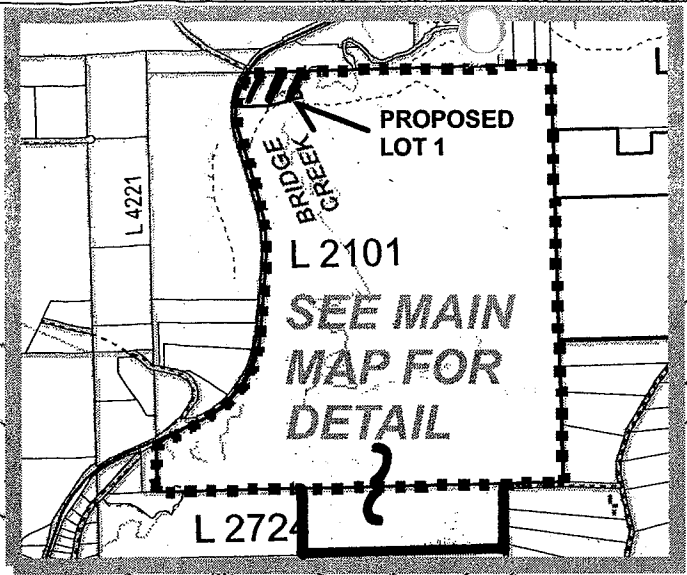 PROPOSED
LOT 1
BRIDGE
CREEK
L 4221
L 2101
SEE MAIN
MAP FOR
DETAIL
L 2724
L